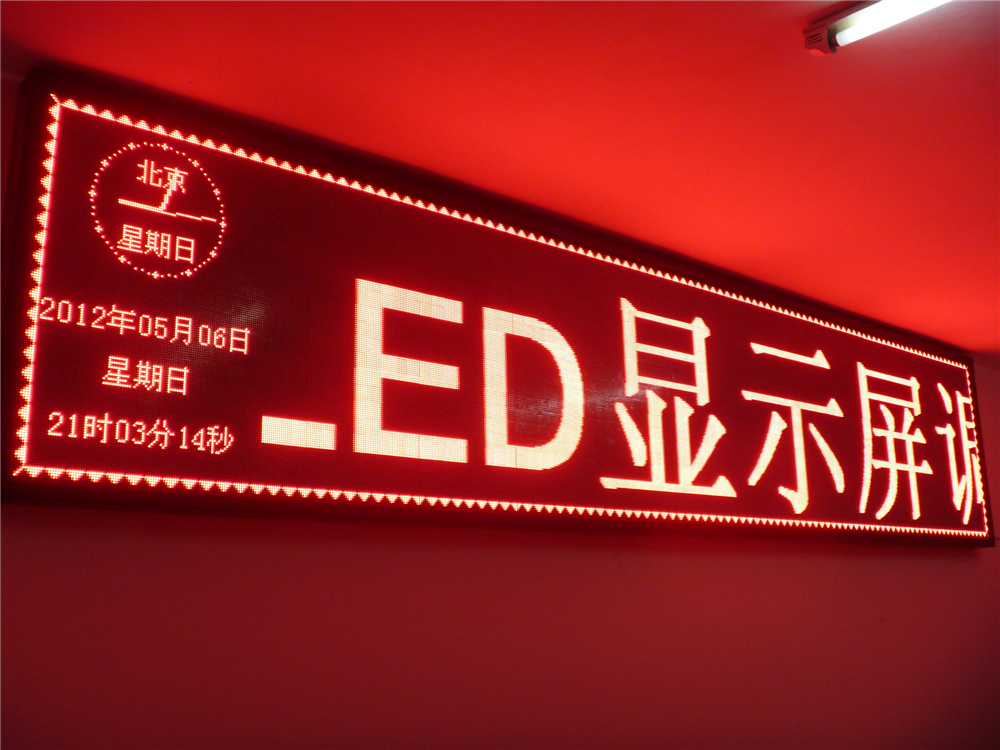 北京
星期日
2012年05月06日
星期日
21时03分14秒
LED显示屏